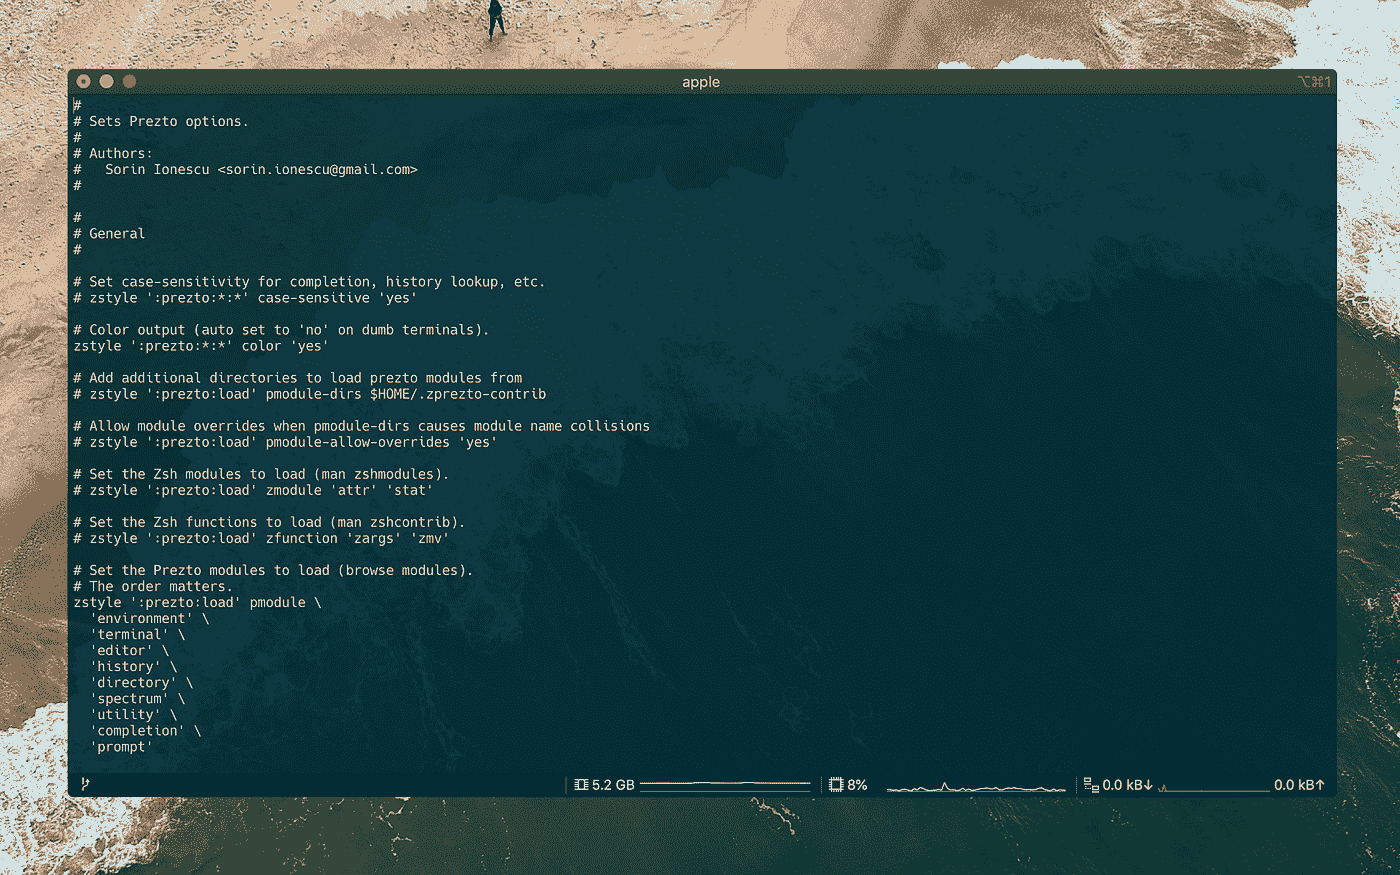 apple
⌥⌘1
#
# Sets Prezto options.
#
# Authors:
#   Sorin Ionescu <sorin.ionescu@gmail.com>
#
#
# General
#
# Set case-sensitivity for completion, history lookup, etc.
# zstyle ':prezto:*:*' case-sensitive 'yes'
# Color output (auto set to 'no' on dumb terminals).
zstyle ':prezto:*:*' color 'yes'
# Add additional directories to load prezto modules from
# zstyle ':prezto:load' pmodule-dirs $HOME/.zprezto-contrib
# Allow module overrides when pmodule-dirs causes module name collisions
# zstyle ':prezto:load' pmodule-allow-overrides 'yes'
# Set the Zsh modules to load (man zshmodules).
# zstyle ':prezto:load' zmodule 'attr' 'stat'
# Set the Zsh functions to load (man zshcontrib).
# zstyle ':prezto:load' zfunction 'zargs' 'zmv'
# Set the Prezto modules to load (browse modules).
# The order matters.
zstyle ':prezto:load' pmodule \
  'environment' \
  'terminal' \
  'editor' \
  'history' \
  'directory' \
  'spectrum' \
  'utility' \
  'completion' \
  'prompt'
5.2 GB
8%
0.0 kB↓
0.0 kB↑